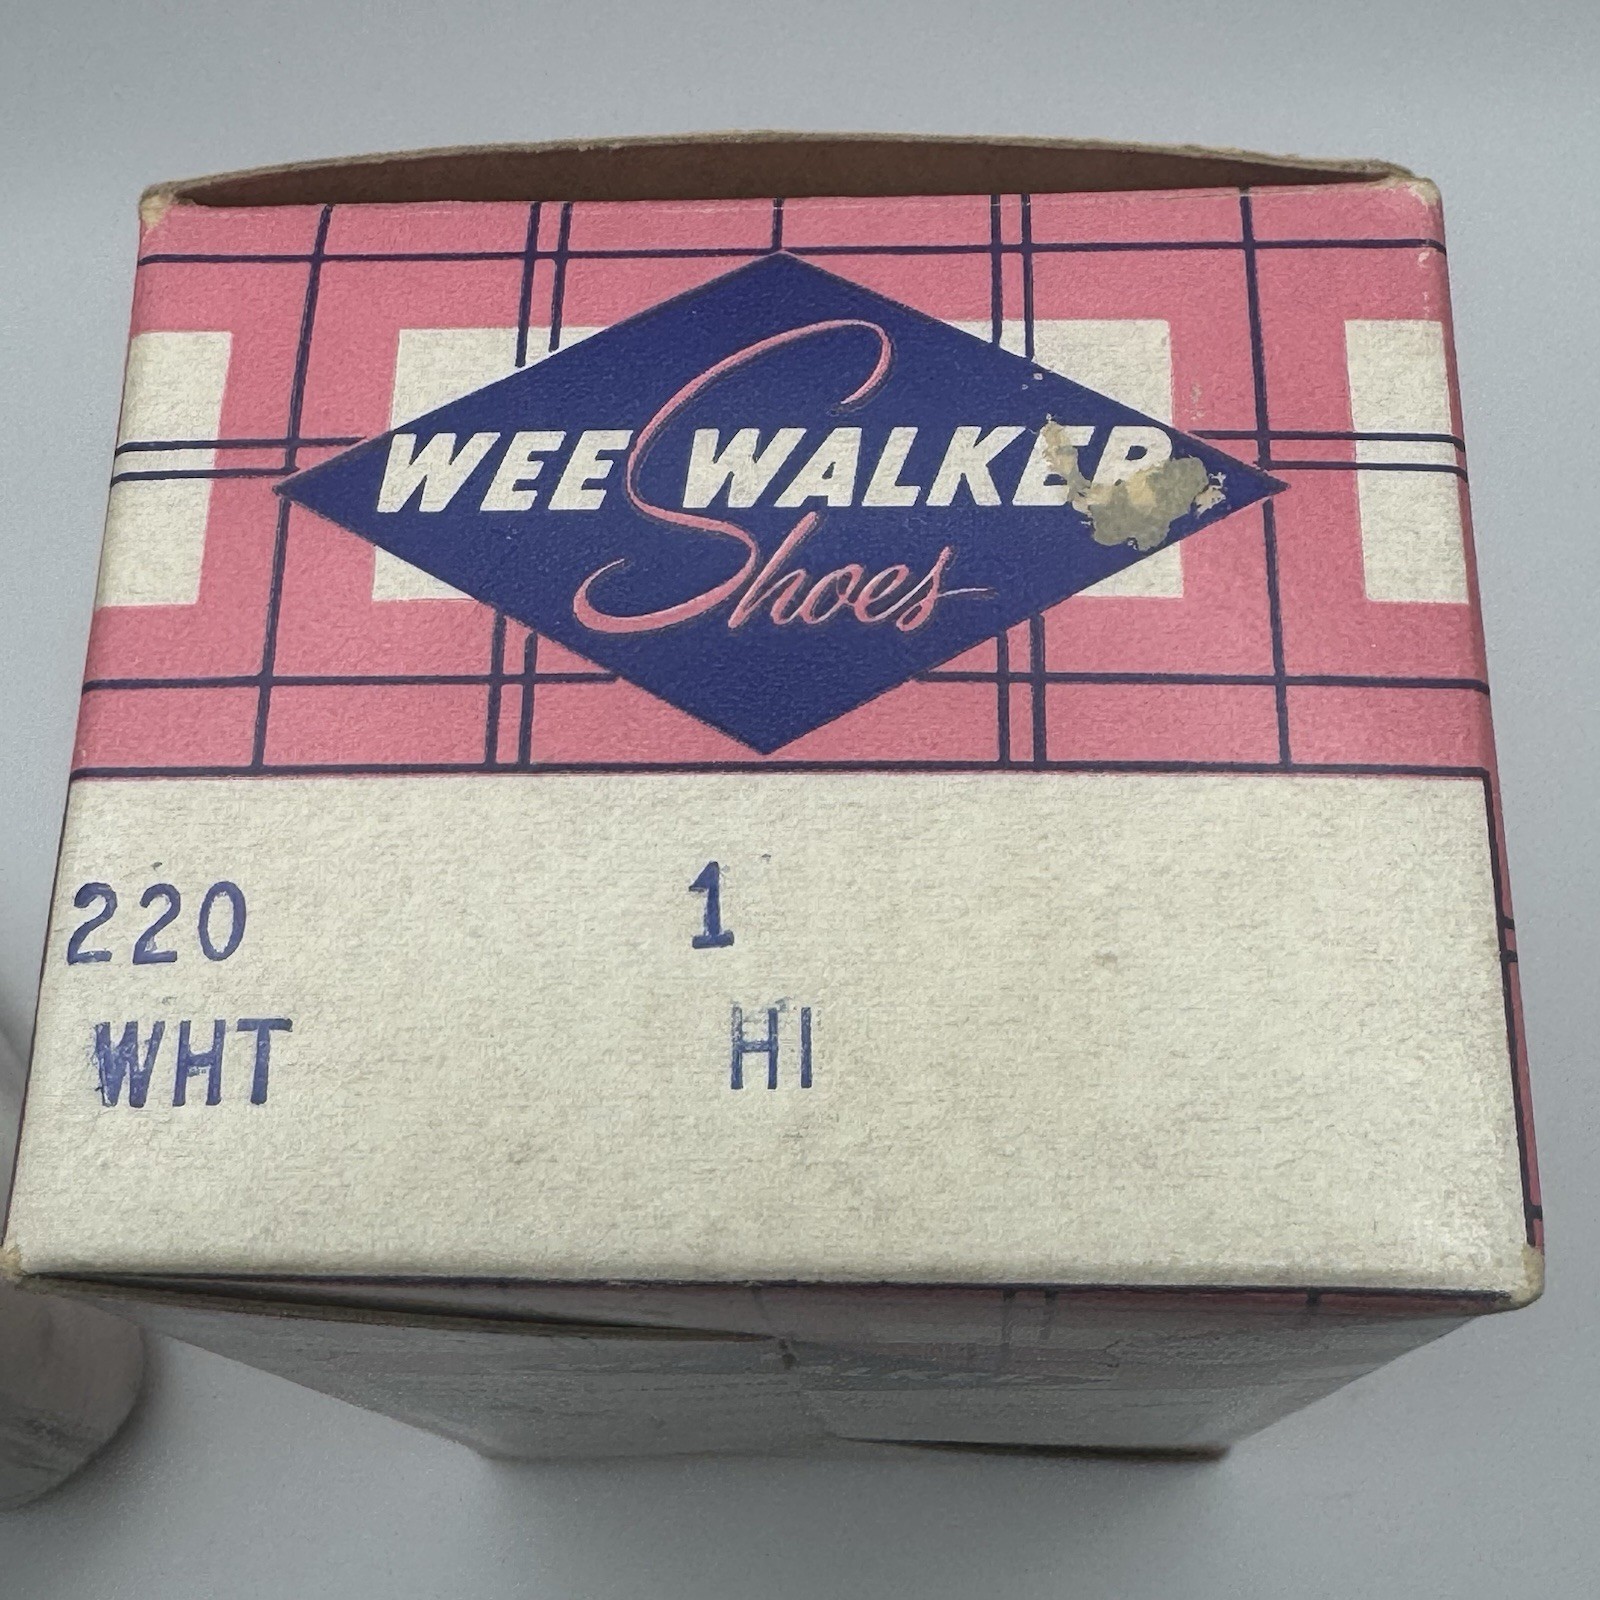 WEE WALKER
Shoes
220 1
WHT HI